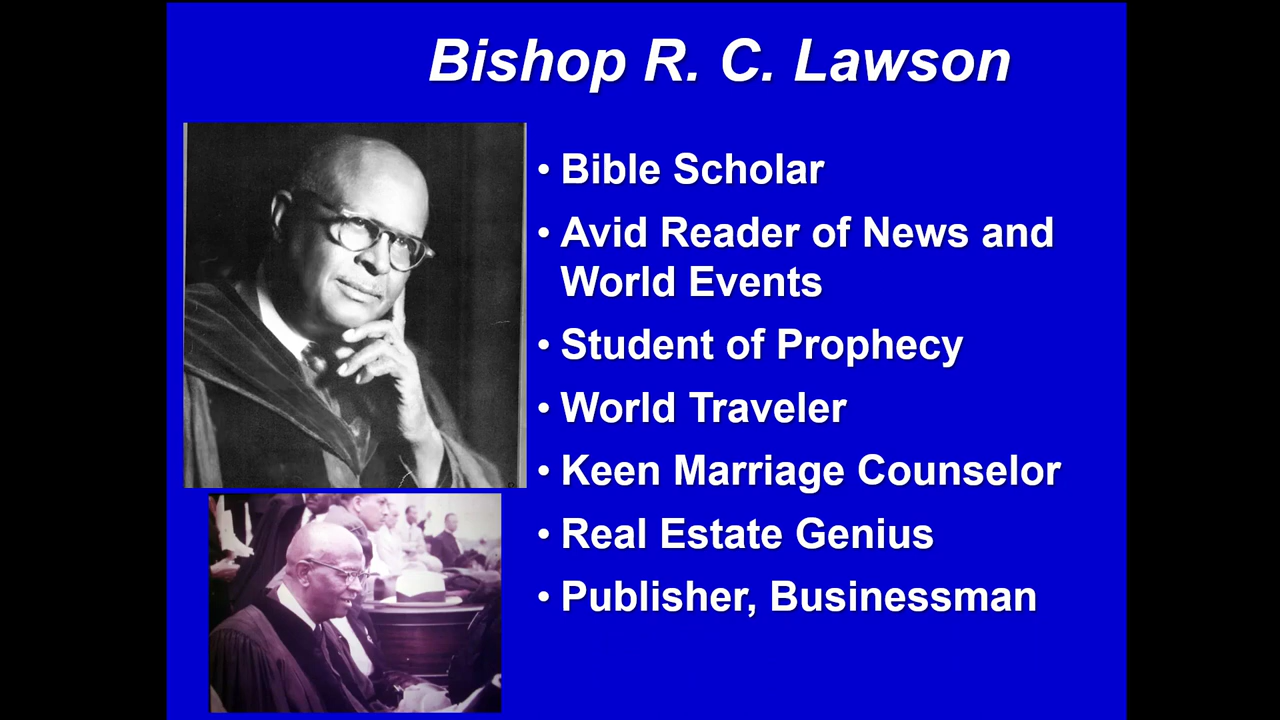 Bishop R. C. Lawson
• Bible Scholar
• Avid Reader of News and
World Events
• Student of Prophecy
• World Traveler
• Keen Marriage Counselor
• Real Estate Genius
• Publisher, Businessman